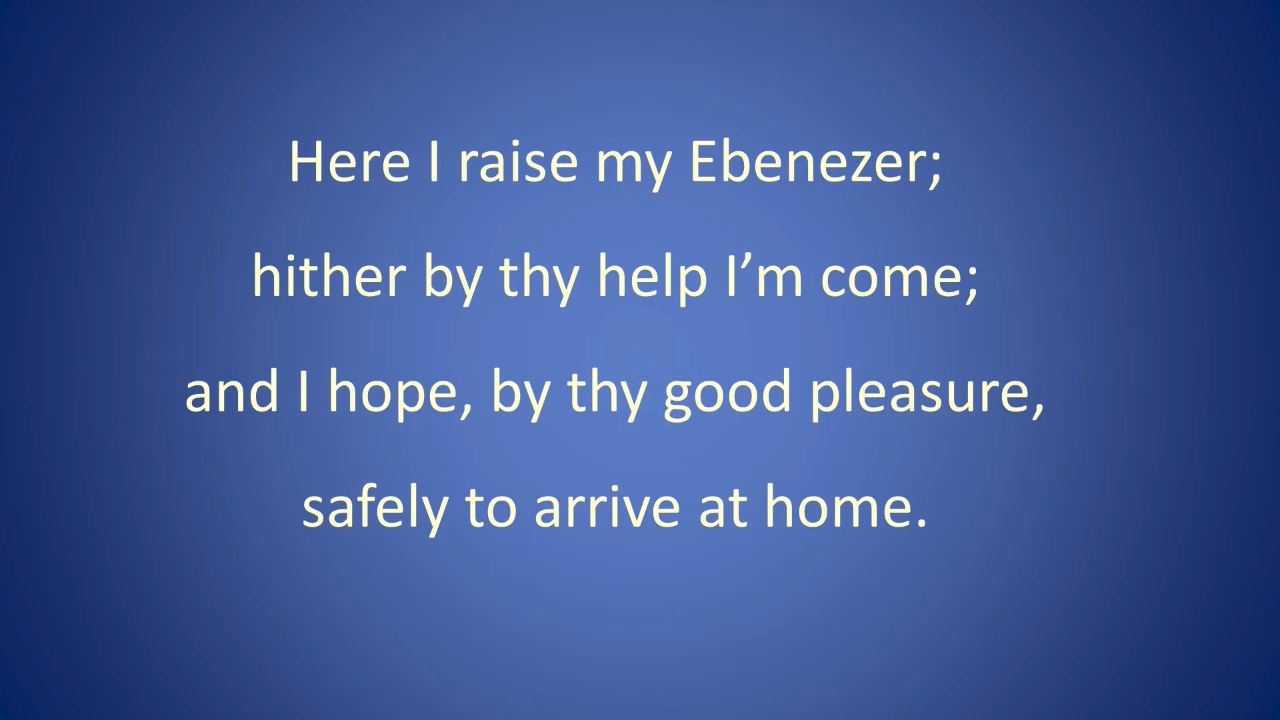 Here I raise my Ebenezer;
hither by thy help I’m come;
and I hope, by thy good pleasure,
safely to arrive at home.